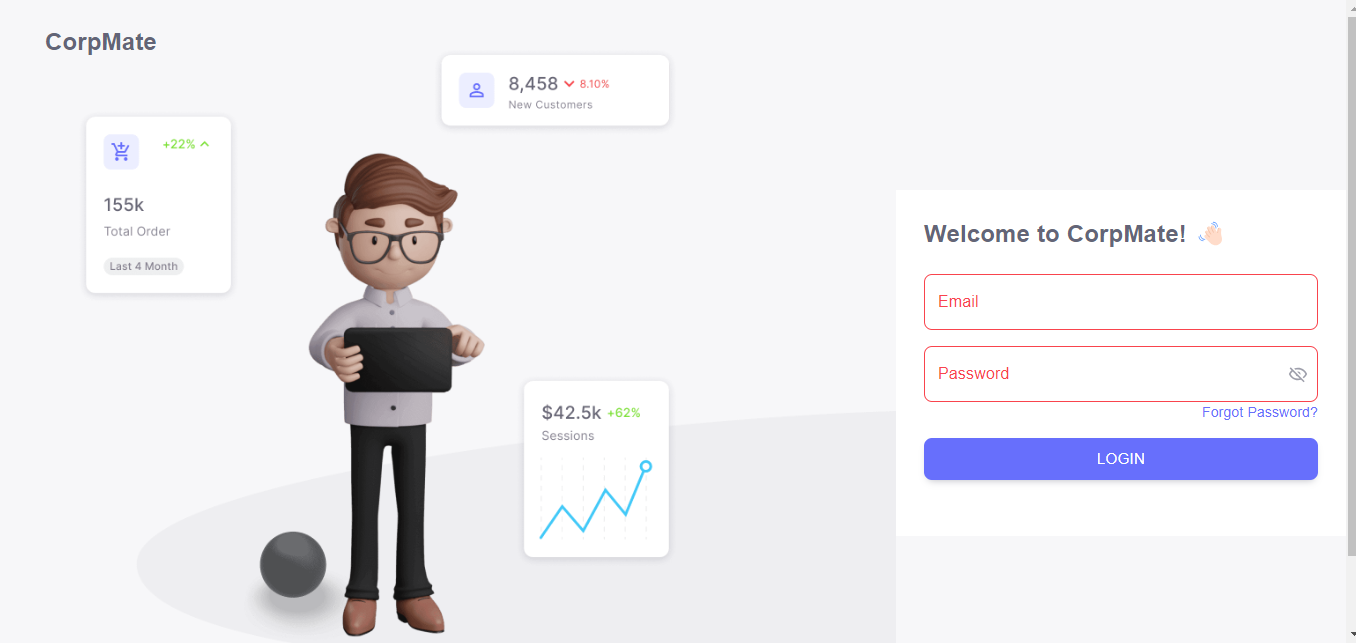 CorpMate
8,458 8.10%
New Customers
+22%
155k
Total Order
Last 4 Month
$42.5k +62%
Sessions
Welcome to CorpMate! 👋🏻
Email
Password
Forgot Password?
LOGIN